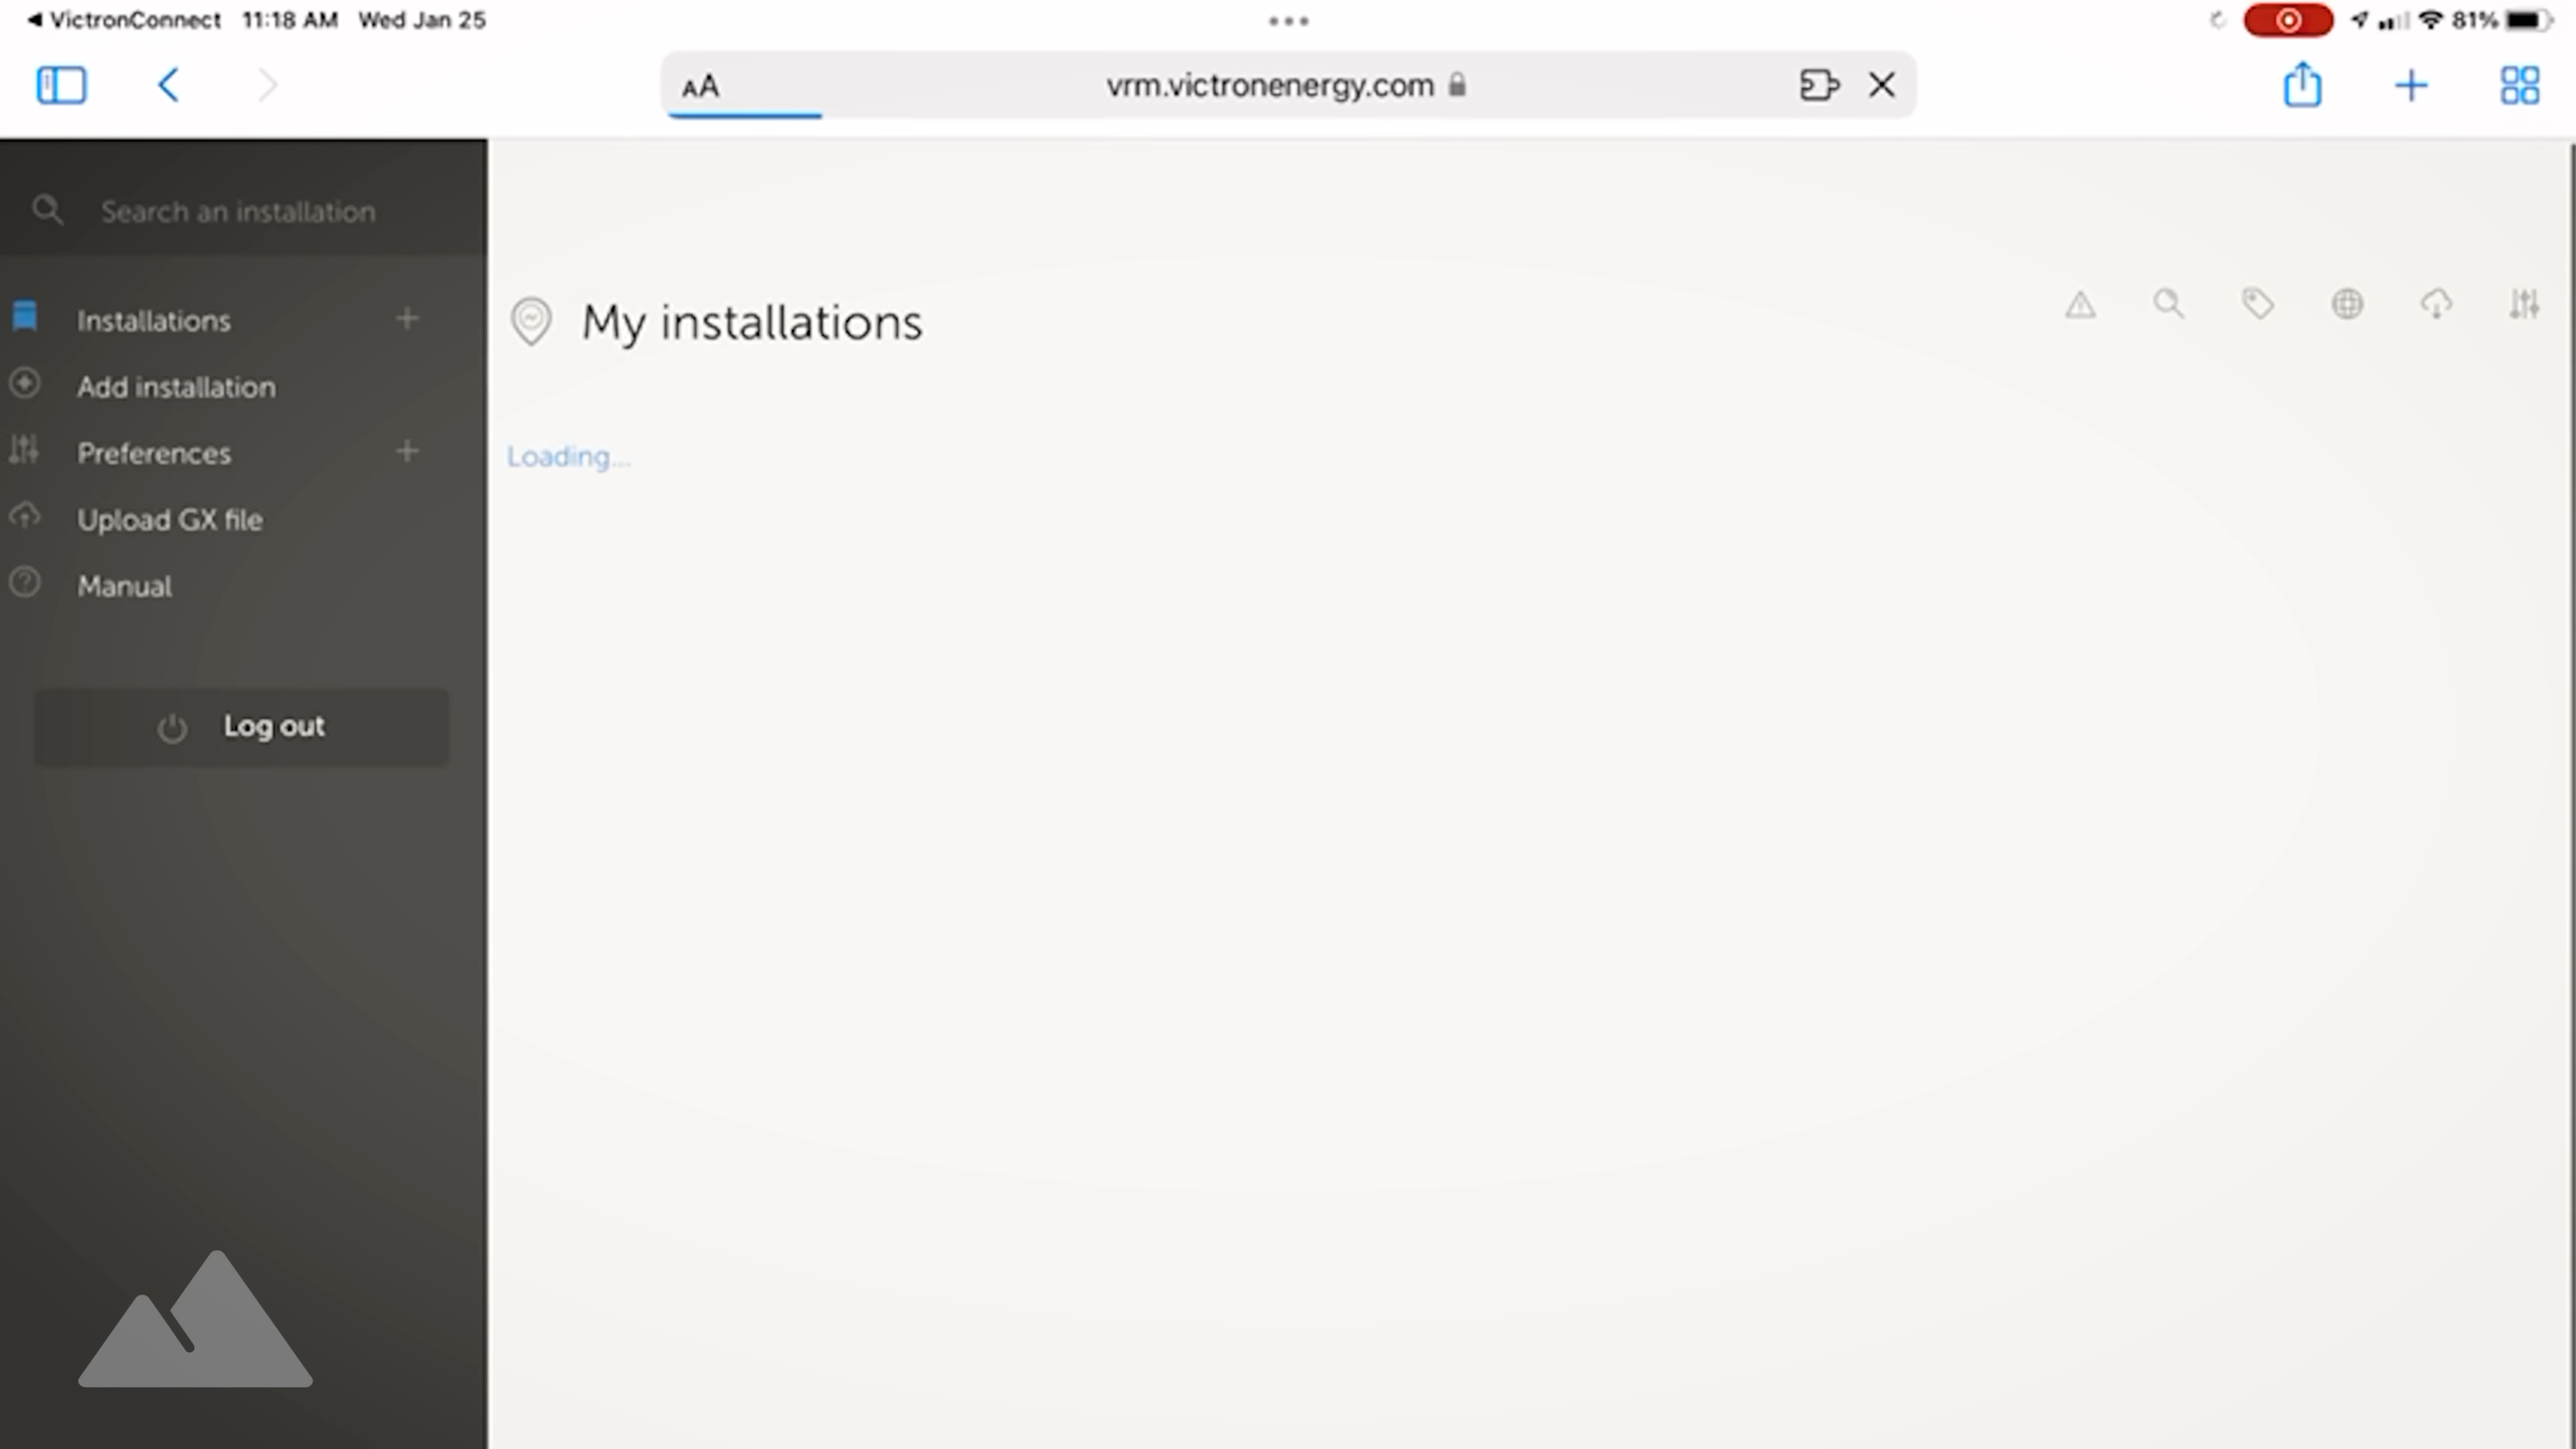 VictronConnect 11:18 AM Wed Jan 25
81%
AA
vrm.victronenergy.com
Search an installation
Installations
Add installation
Preferences
Upload GX file
Manual
Log out
My installations
Loading...